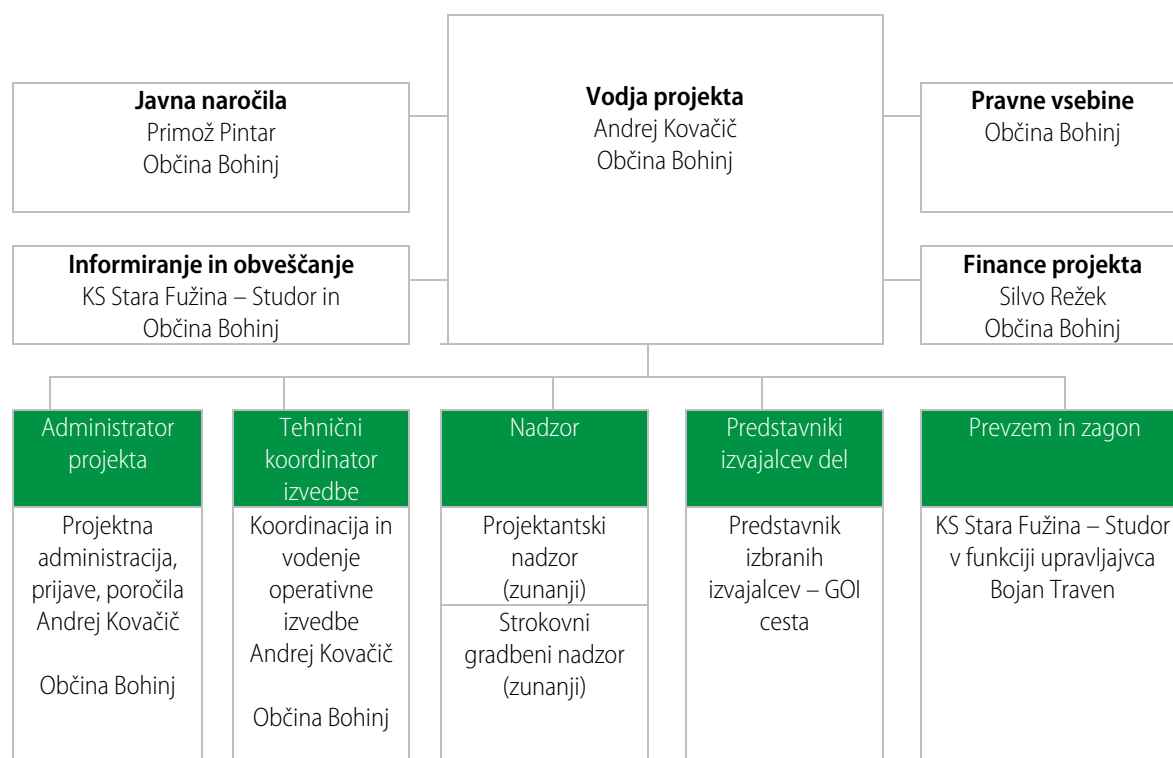 Javna naročila
Primož Pintar
Občina Bohinj
Vodja projekta
Andrej Kovačič
Občina Bohinj
Pravne vsebine
Občina Bohinj
Informiranje in obveščanje
KS Stara Fužina – Studor in
Občina Bohinj
Finance projekta
Silvo Režek
Občina Bohinj
Administrator
projekta
Projektna
administracija,
prijave, poročila
Andrej Kovačič
Občina Bohinj
Tehnični
koordinator
izvedbe
Koordinacija in
vodenje
operativne
izvedbe
Andrej Kovačič
Občina Bohinj
Nadzor
Projektantski
nadzor
(zunanji)
Strokovni
gradbeni nadzor
(zunanji)
Predstavniki
izvajalcev del
Predstavnik
izbranih
izvajalcev – GOI
cesta
Prevzem in zagon
KS Stara Fužina – Studor
v funkciji upravljajvca
Bojan Traven